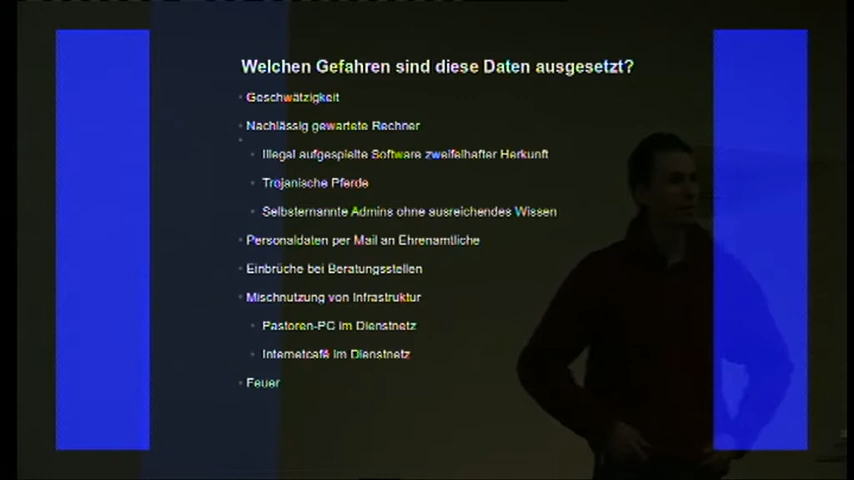 Welchen Gefahren sind diese Daten ausgesetzt?
Geschwätzigkeit
Nachlässig gewartete Rechner
Illegal aufgespielte Software zweifelhafter Herkunft
Trojanische Pferde
Selbsternannte Admins ohne ausreichendes Wissen
Personaldaten per Mail an Ehrenamtliche
Einbrüche bei Beratungsstellen
Mischnutzung von Infrastruktur
Pastoren-PC im Dienstnetz
Internetcafé im Dienstnetz
Feuer